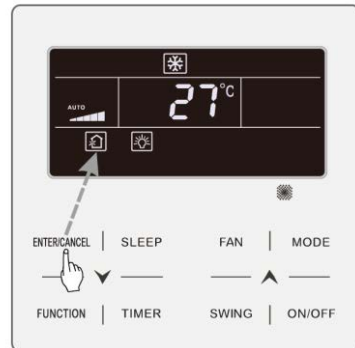 27°C
AUTO
ENTER/CANCEL | SLEEP FAN | MODE
FUNCTION | TIMER SWING | ON/OFF